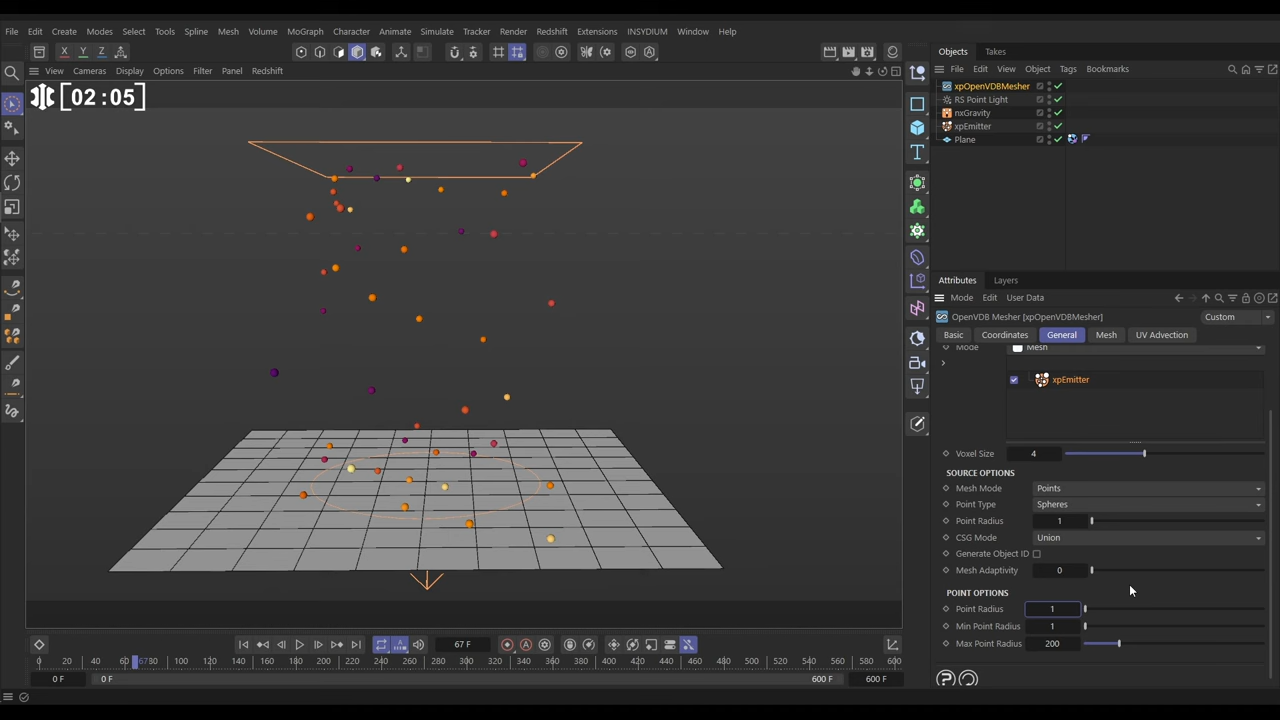 File Edit Create Modes Select Tools Spline Mesh Volume MoGraph Character Animate Simulate Tracker Render Redshift Extensions INSYDIUM Window Help
X Y Z
Objects Takes
View Cameras Display Options Filter Panel Redshift
File Edit View Object Tags Bookmarks
[02:05]
xpOpenVDBMesher
RS Point Light
nxGravity
xpEmitter
Plane
Attributes Layers
Mode Edit User Data
OpenVDB Mesher [xpOpenVDBMesher] Custom
Basic Coordinates General Mesh UV Advection
Mode Mesh
xpEmitter
Voxel Size 4
SOURCE OPTIONS
Mesh Mode Points
Point Type Spheres
Point Radius 1
CSG Mode Union
Generate Object ID
Mesh Adaptivity 0
POINT OPTIONS
Point Radius 1
Min Point Radius 1
Max Point Radius 200
67 F
0 20 40 60 6780 100 120 140 160 180 200 220 240 260 280 300 320 340 360 380 400 420 440 460 480 500 520 540 560 580 600
0 F 0 F 600 F 600 F